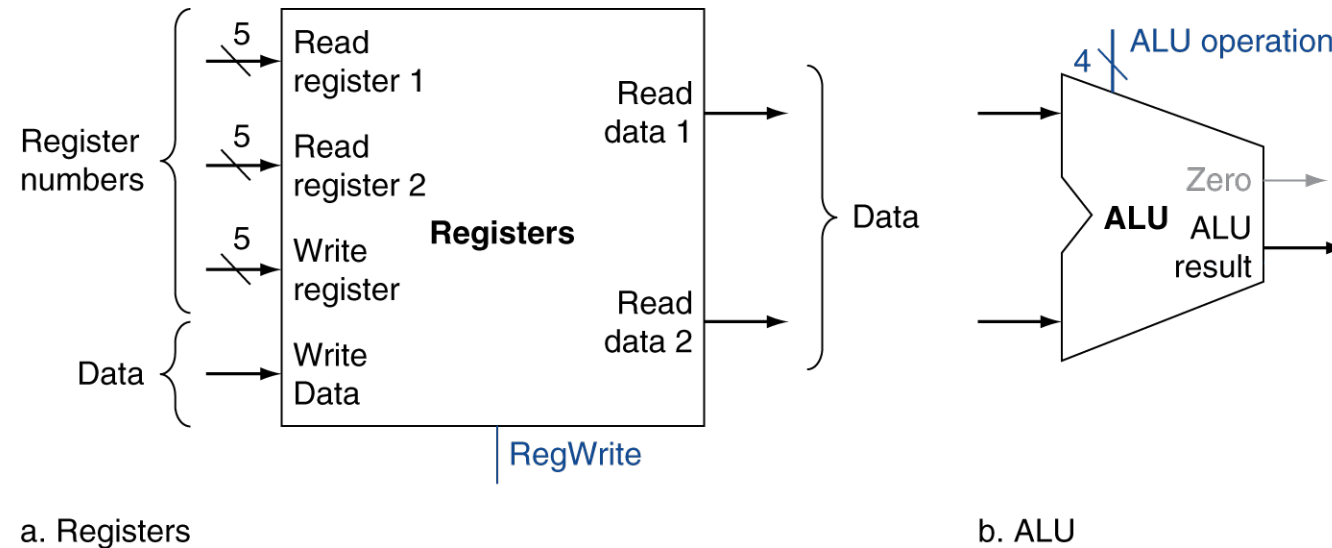 5
Read
register 1
5
Read
register 2
Register
numbers
5
Write
register
Registers
Data
Write
Data
Read
data 1
Read
data 2
Data
RegWrite
4
ALU operation
Zero
ALU
ALU
result
a. Registers
b. ALU